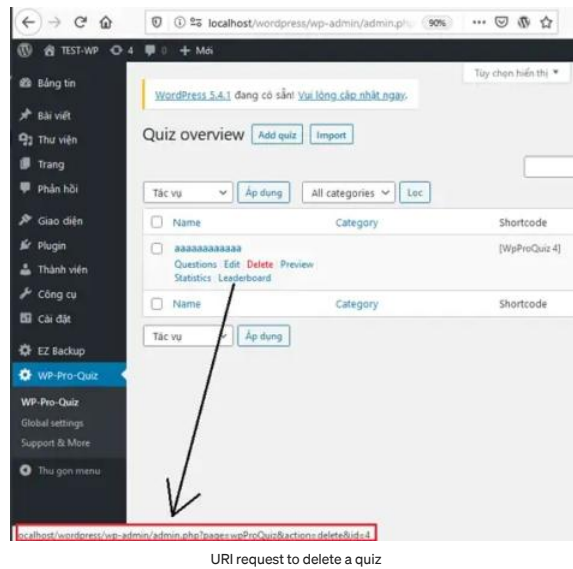 localhost/wordpress/wp-admin/admin.ph
90%
TEST-WP 4 0 + Mới
Bảng tin
Bài viết
Thư viện
Trang
Phản hồi
Giao diện
Plugin
Thành viên
Công cụ
Cài đặt
EZ Backup
WP-Pro-Quiz
WP-Pro-Quiz
Global settings
Support & More
Thu gọn menu
Tùy chọn hiển thị
WordPress 5.4.1 đang có sẵn! Vui lòng cập nhật ngay.
Quiz overview Add quiz Import
Tác vụ Áp dụng All categories Lọc
Name Category Shortcode
aaaaaaaaaaaa [WpProQuiz 4]
Questions Edit Delete Preview
Statistics Leaderboard
Name Category Shortcode
Tác vụ Áp dụng
ocalhost/wordpress/wp-admin/admin.php?page=wpProQuiz&action=delete&id=4
URI request to delete a quiz